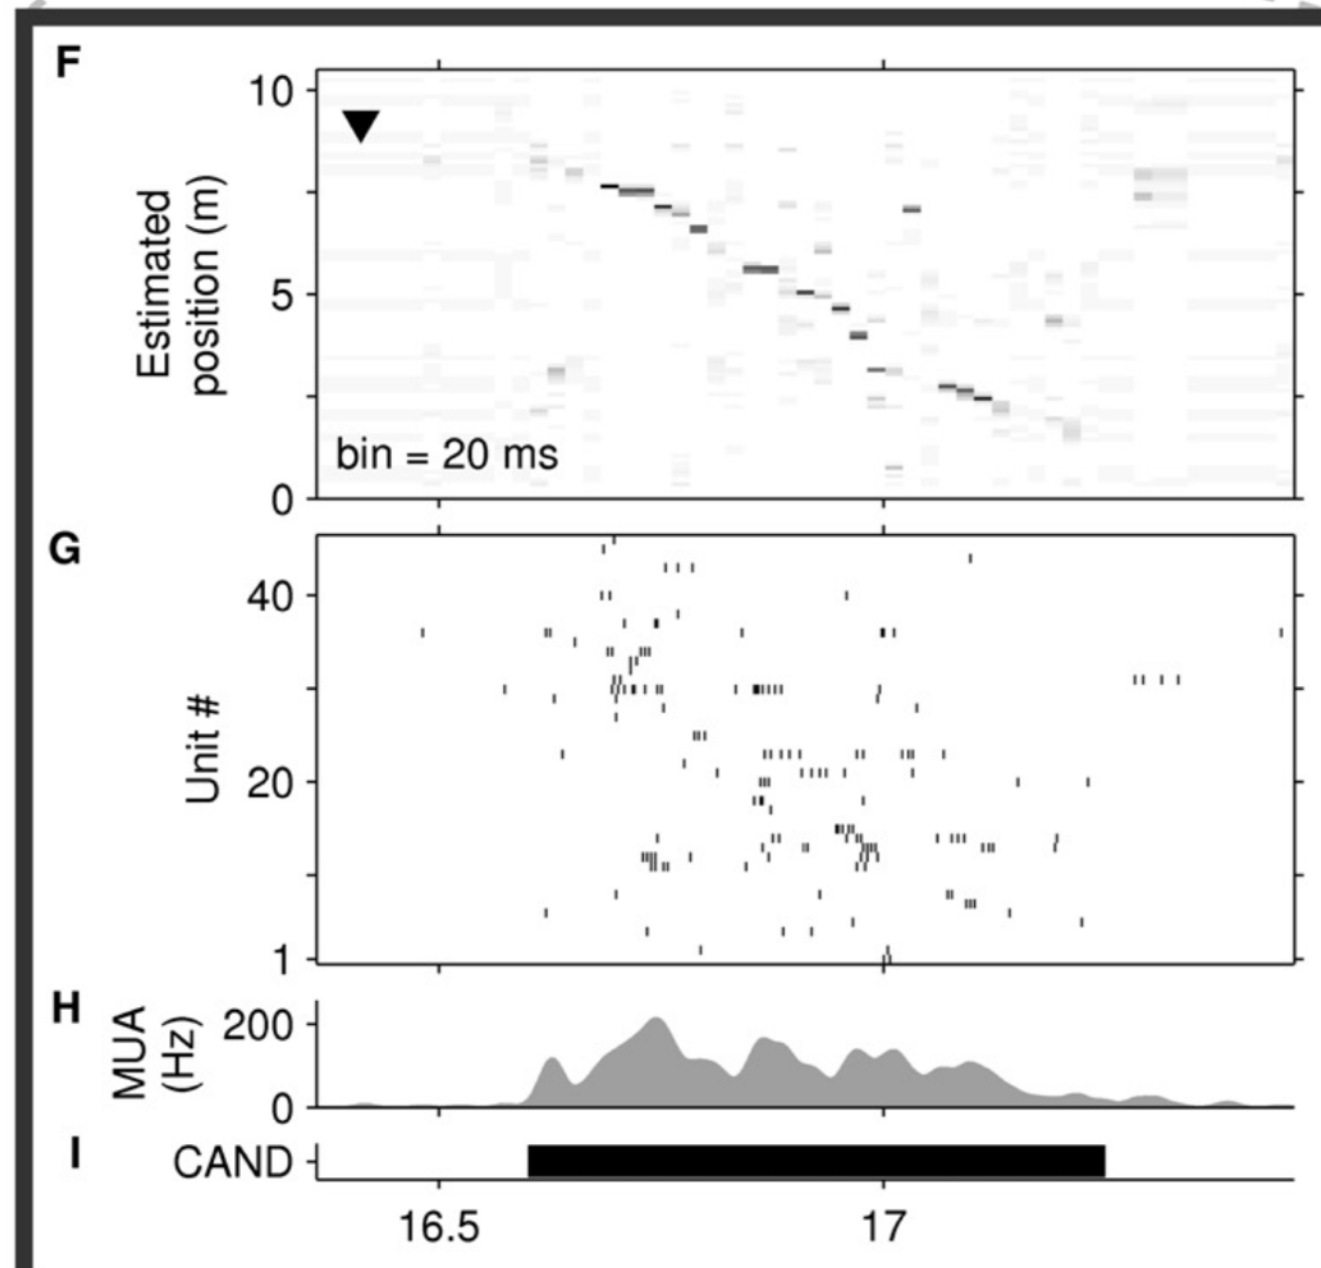 F
10
5
0
Estimated
position (m)
bin = 20 ms
G
40
20
1
Unit #
H
200
0
MUA
(Hz)
I
CAND
16.5
17